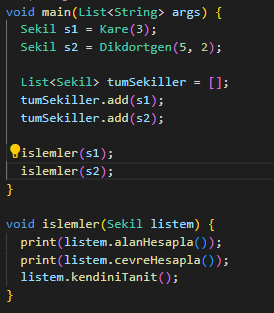 void main(List<String> args) {
  Sekil s1 = Kare(3);
  Sekil s2 = Dikdortgen(5, 2);

  List<Sekil> tumSekiller = [];
  tumSekiller.add(s1);
  tumSekiller.add(s2);

  islemler(s1);
  islemler(s2);
}

void islemler(Sekil listem) {
  print(listem.alanHesapla());
  print(listem.cevreHesapla());
  listem.kendiniTanit();
}